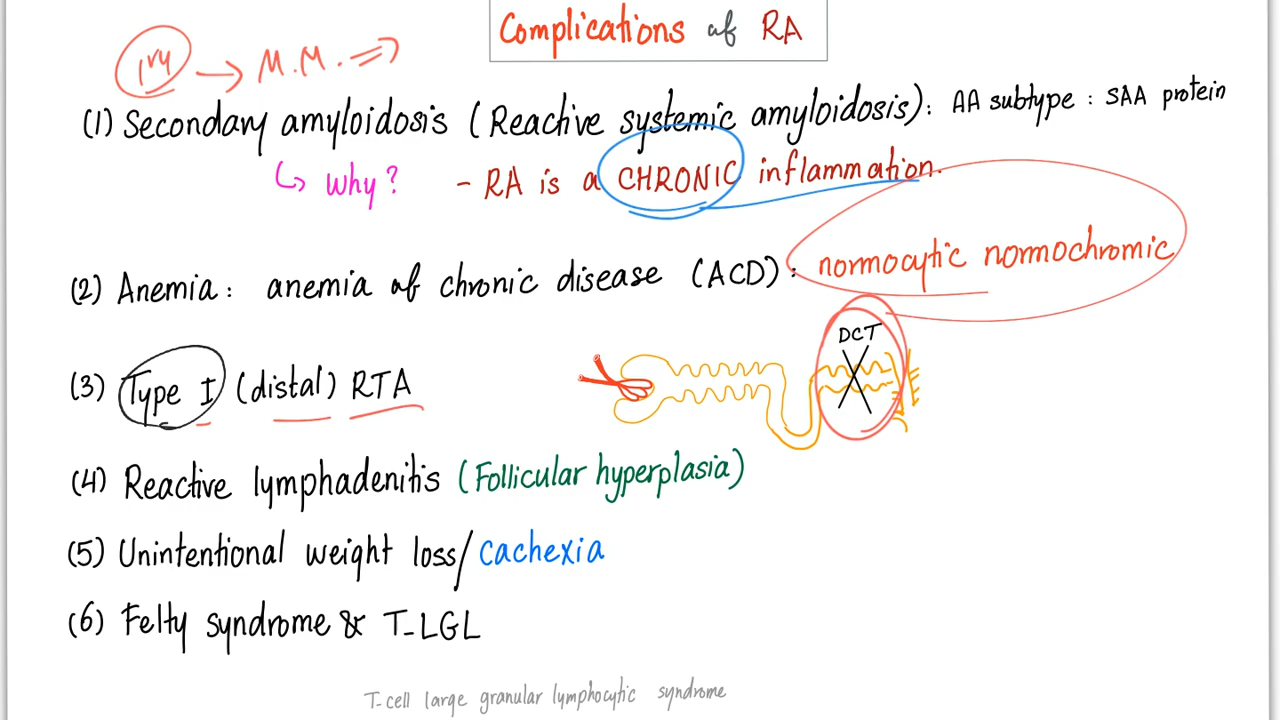 Complications of RA
1ry → M.M. ⇒
(1) Secondary amyloidosis (Reactive systemic amyloidosis): AA subtype : SAA protein
↳ why? - RA is a CHRONIC inflammation.
(2) Anemia: anemia of chronic disease (ACD): normocytic normochromic
DCT
(3) Type I (distal) RTA
(4) Reactive lymphadenitis (Follicular hyperplasia)
(5) Unintentional weight loss/cachexia
(6) Felty syndrome & T-LGL
T-cell large granular lymphocytic syndrome